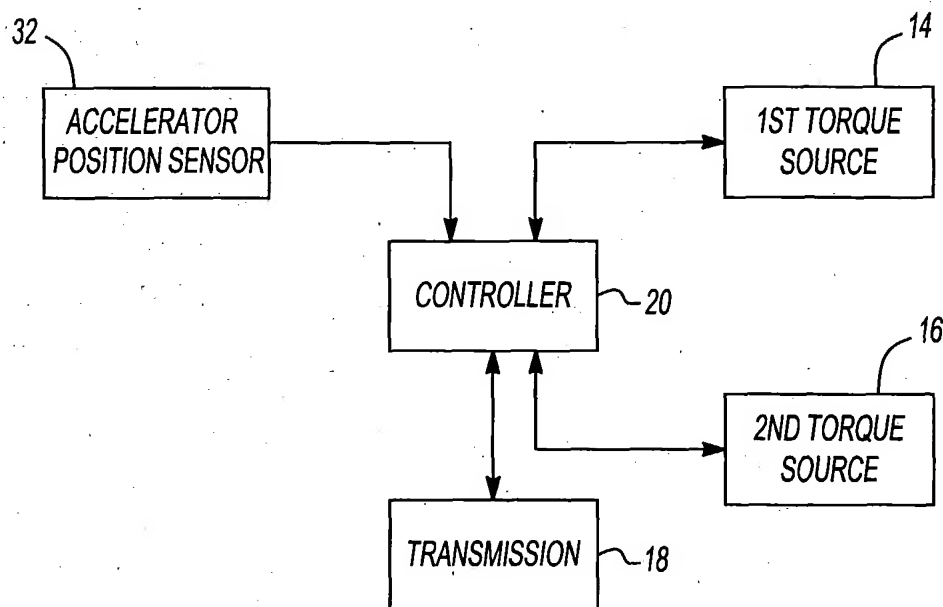 32
14
ACCELERATOR
POSITION SENSOR
1ST TORQUE
SOURCE
CONTROLLER
20
16
2ND TORQUE
SOURCE
TRANSMISSION
18